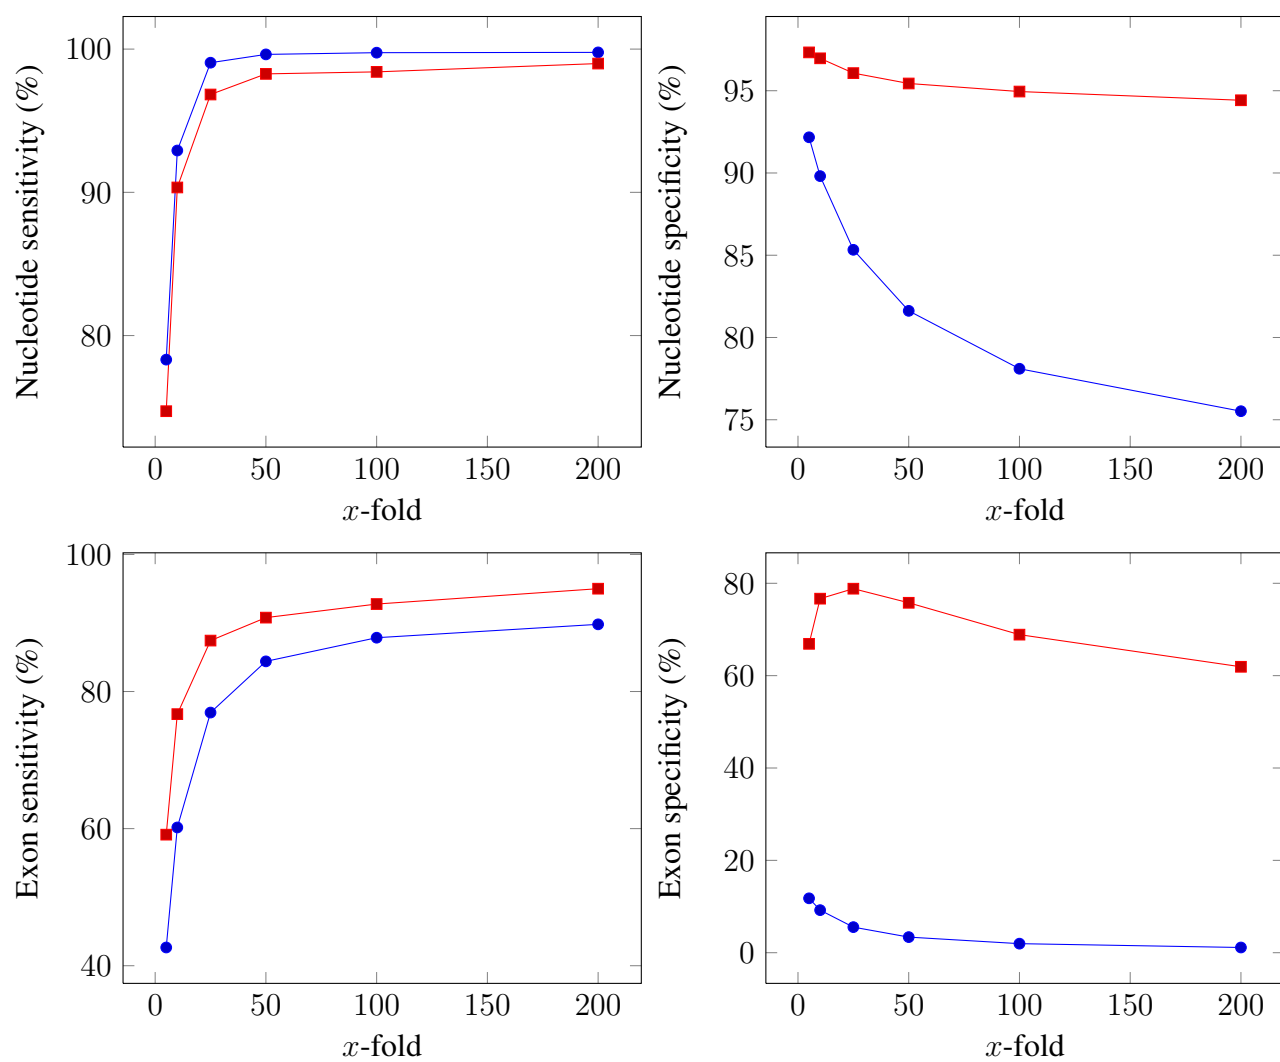 Nucleotide sensitivity (%)
100
90
80
0 50 100 150 200
x-fold
Nucleotide specificity (%)
95
90
85
80
75
0 50 100 150 200
x-fold
Exon sensitivity (%)
100
80
60
40
0 50 100 150 200
x-fold
Exon specificity (%)
80
60
40
20
0
0 50 100 150 200
x-fold